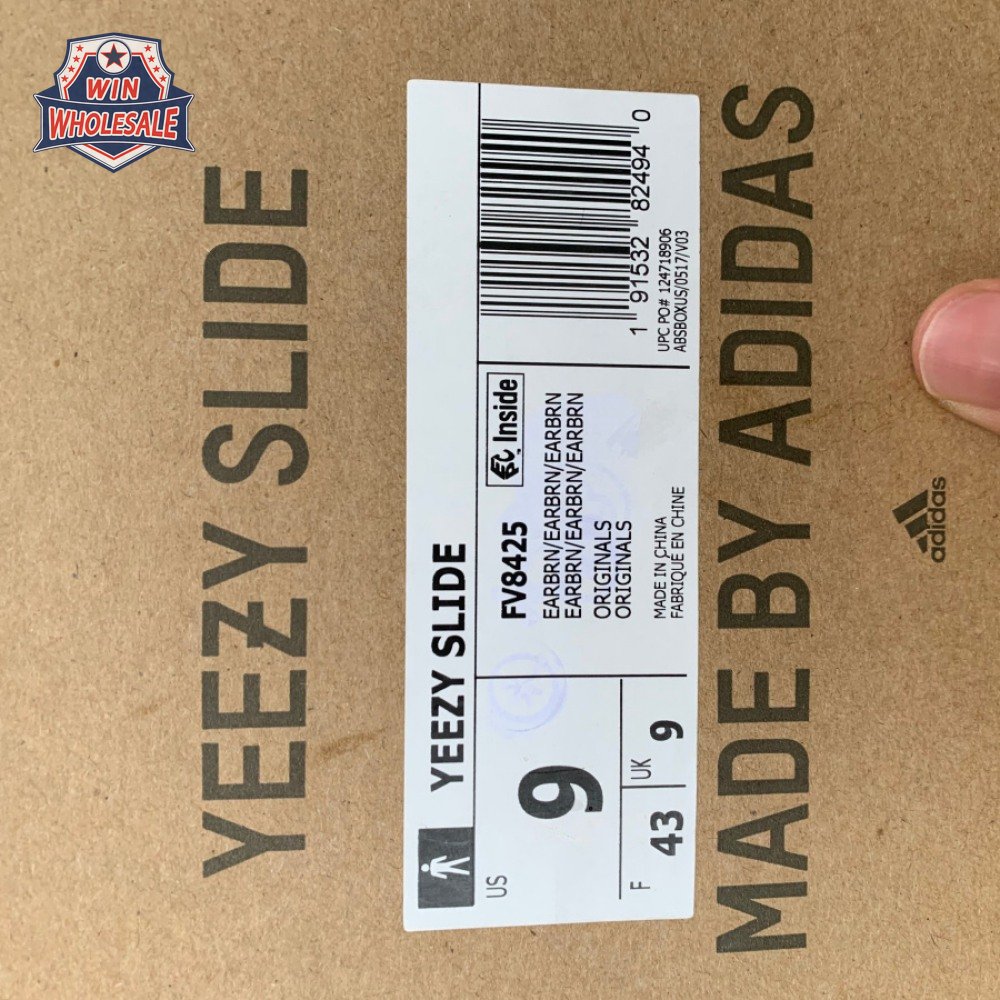 WIN
WHOLESALE
YEEZY SLIDE
YEEZY SLIDE
US
9
F
43
UK
9
FV8425
Inside
EARBRN/EARBRN/EARBRN
EARBRN/EARBRN/EARBRN
ORIGINALS
ORIGINALS
MADE IN CHINA
FABRIQUE EN CHINE
1 91532 82494 0
UPC PO# 124718906
ABSBOXUS/0517/V03
MADE BY ADIDAS
adidas